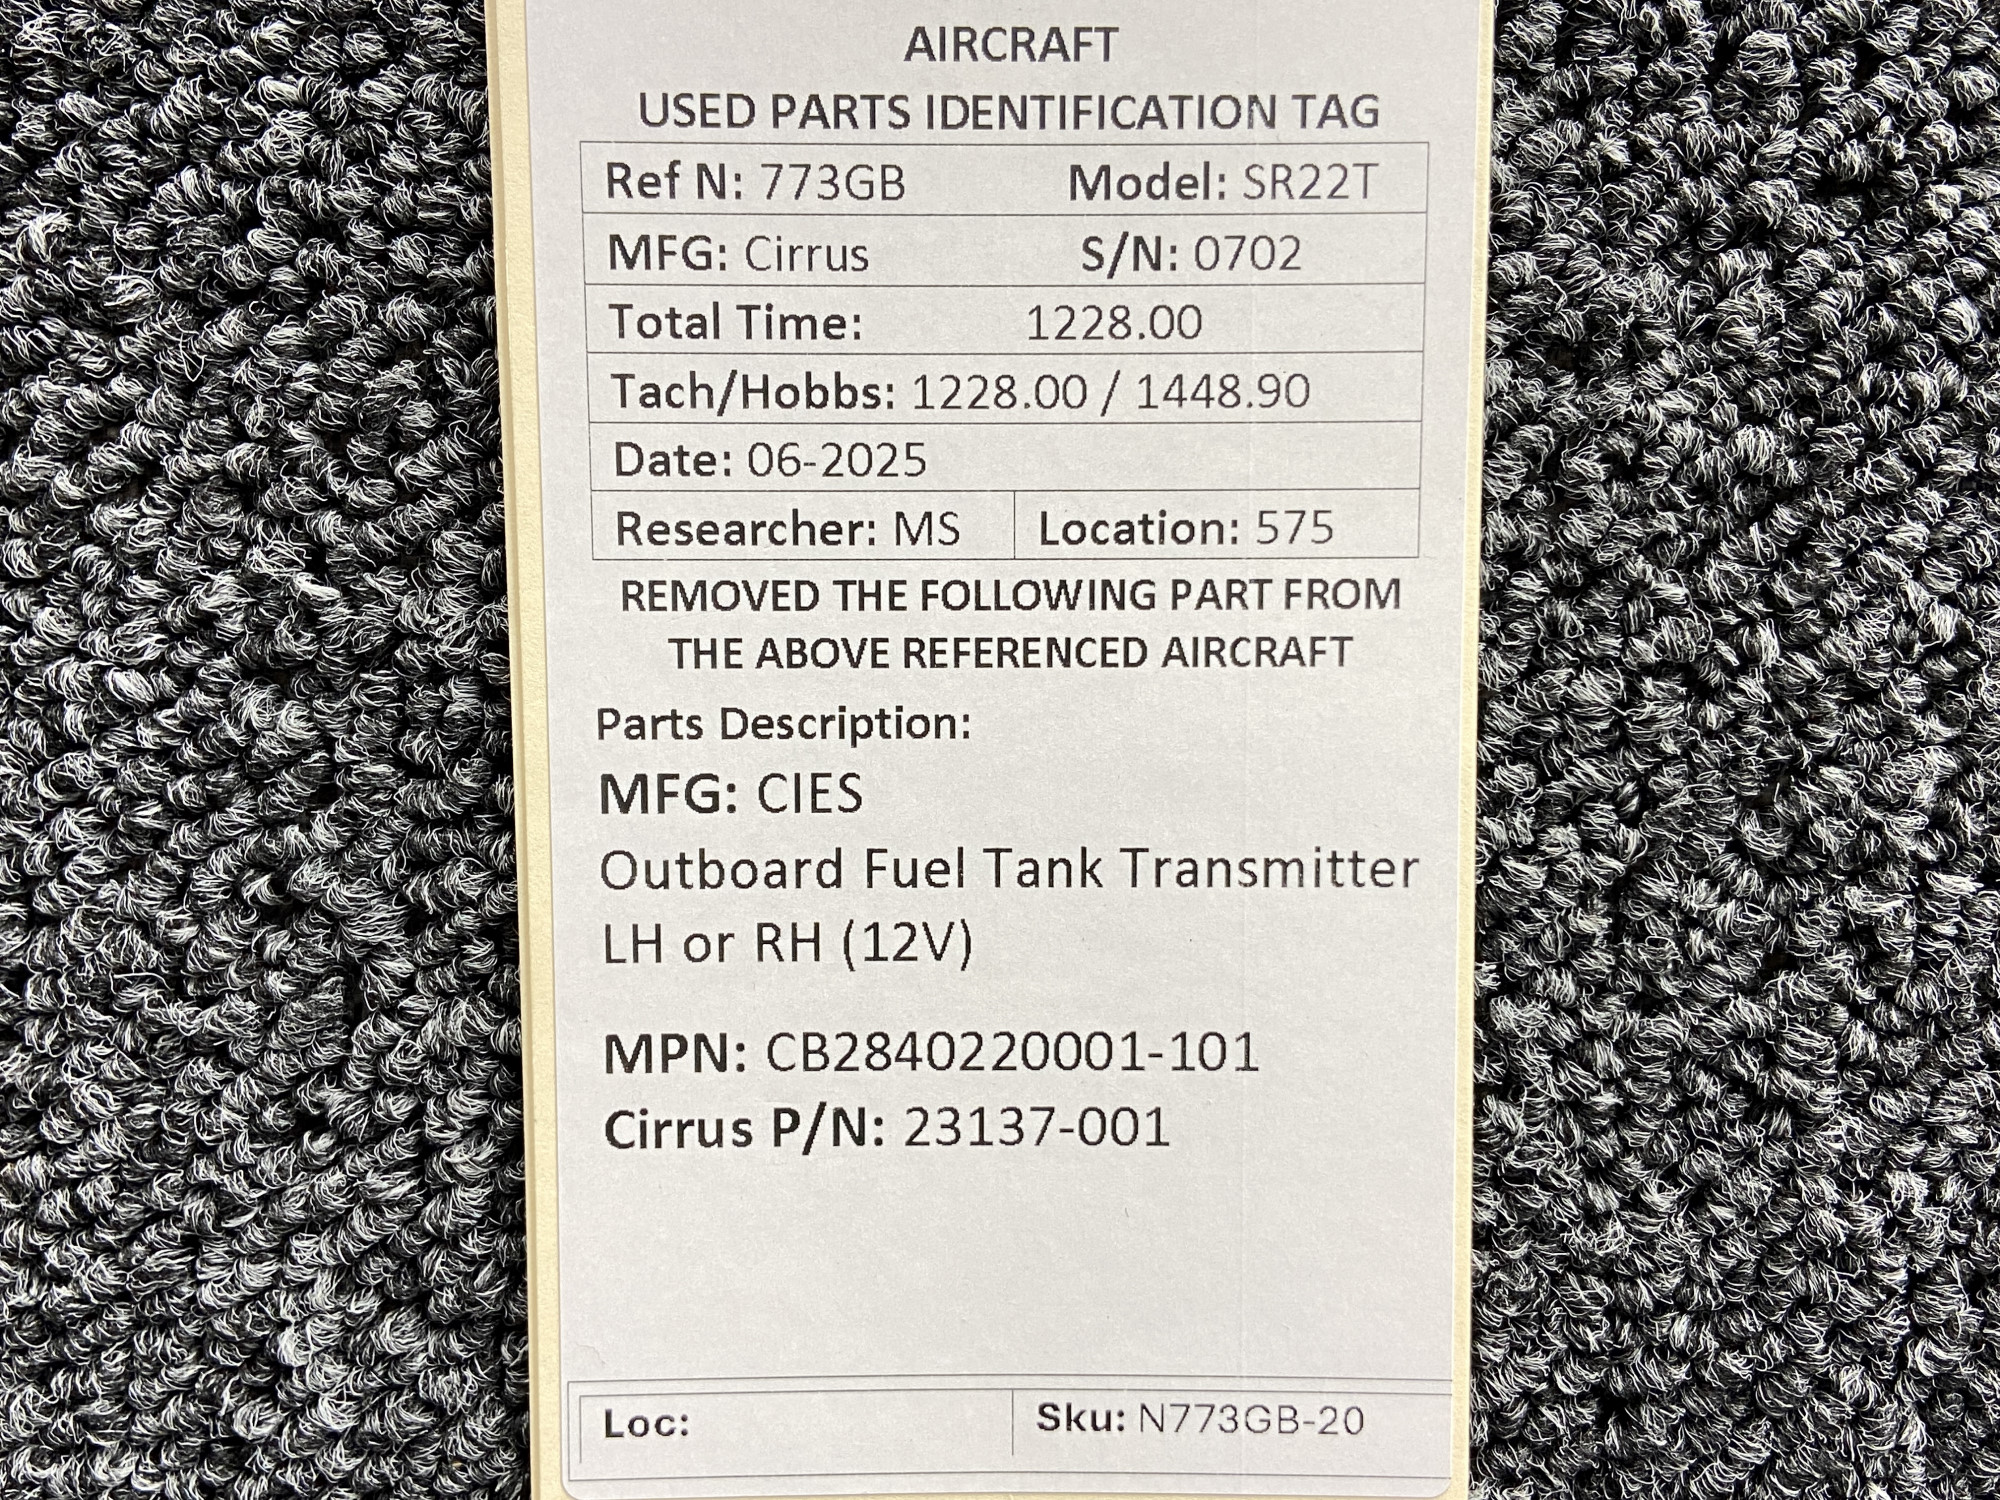 AIRCRAFT
USED PARTS IDENTIFICATION TAG
Ref N: 773GB Model: SR22T
MFG: Cirrus S/N: 0702
Total Time: 1228.00
Tach/Hobbs: 1228.00 / 1448.90
Date: 06-2025
Researcher: MS Location: 575
REMOVED THE FOLLOWING PART FROM
THE ABOVE REFERENCED AIRCRAFT
Parts Description:
MFG: CIES
Outboard Fuel Tank Transmitter
LH or RH (12V)
MPN: CB2840220001-101
Cirrus P/N: 23137-001
Loc: Sku: N773GB-20